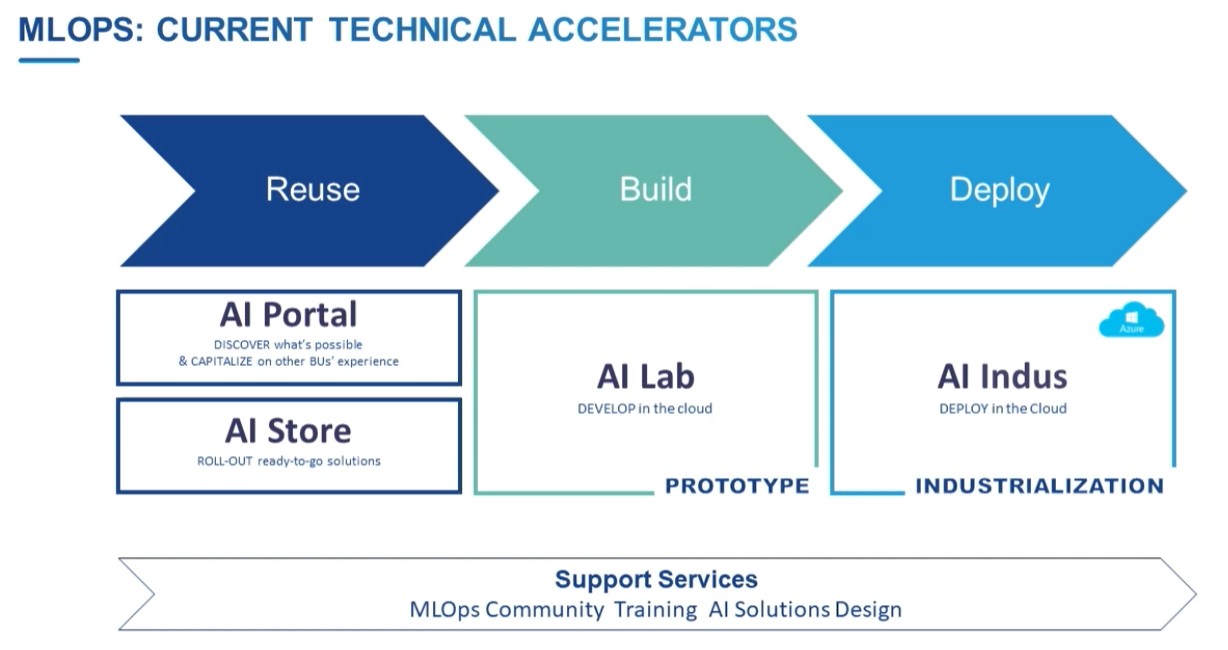 MLOPS: CURRENT TECHNICAL ACCELERATORS
Reuse
Build
Deploy
AI Portal
DISCOVER what's possible
& CAPITALIZE on other BUs' experience
AI Store
ROLL-OUT ready-to-go solutions
AI Lab
DEVELOP in the cloud
PROTOTYPE
Azure
AI Indus
DEPLOY in the Cloud
INDUSTRIALIZATION
Support Services
MLOps Community Training AI Solutions Design